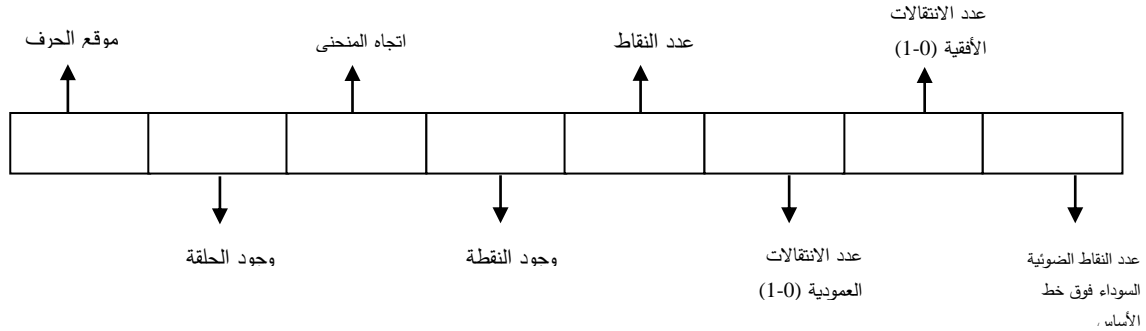 عدد الانتقالات
الأفقية (0-1)
عدد النقاط
اتجاه المنحنى
موقع الحرف
عدد النقاط الضوئية
السوداء فوق خط
الأساس
عدد الانتقالات
العمودية (0-1)
وجود النقطة
وجود الحلقة